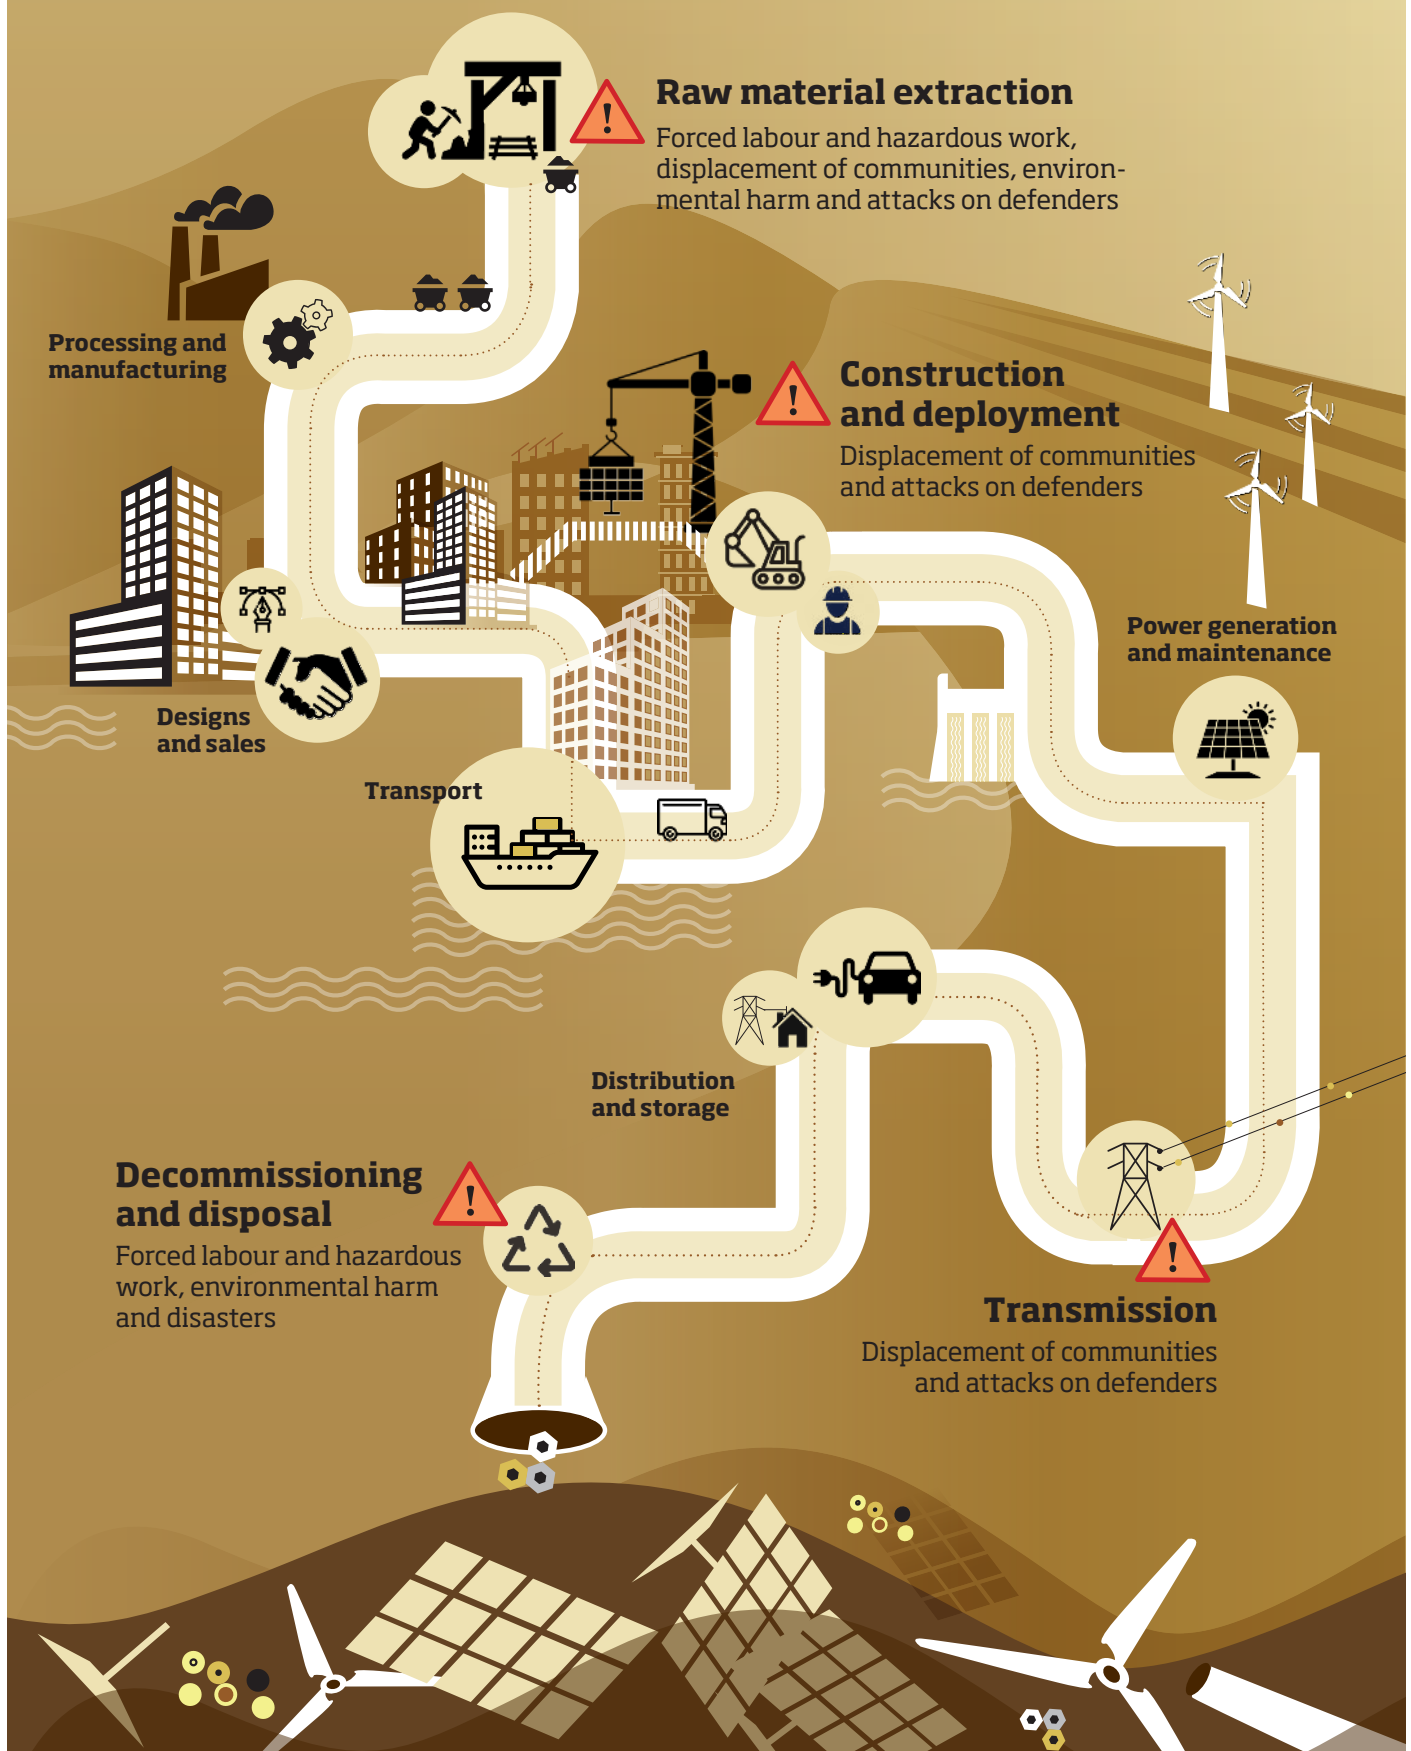 Raw material extraction
Forced labour and hazardous work,
displacement of communities, environ-
mental harm and attacks on defenders
Processing and
manufacturing
Construction
and deployment
Displacement of communities
and attacks on defenders
Power generation
and maintenance
Designs
and sales
Transport
Distribution
and storage
Decommissioning
and disposal
Forced labour and hazardous
work, environmental harm
and disasters
Transmission
Displacement of communities
and attacks on defenders